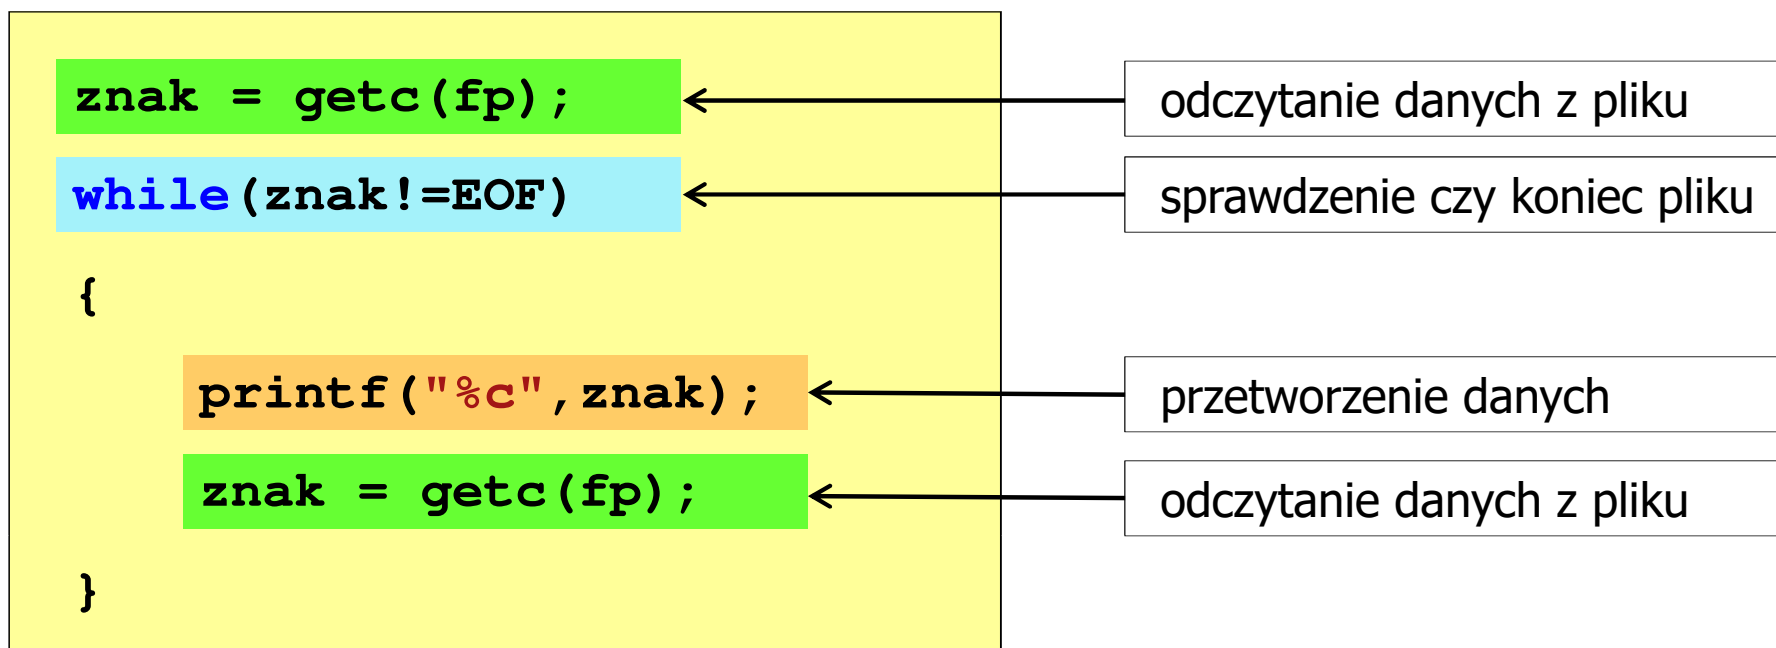 znak = getc(fp);
odczytanie danych z pliku
while(znak!=EOF)
sprawdzenie czy koniec pliku
{
printf("%c",znak);
przetworzenie danych
znak = getc(fp);
odczytanie danych z pliku
}